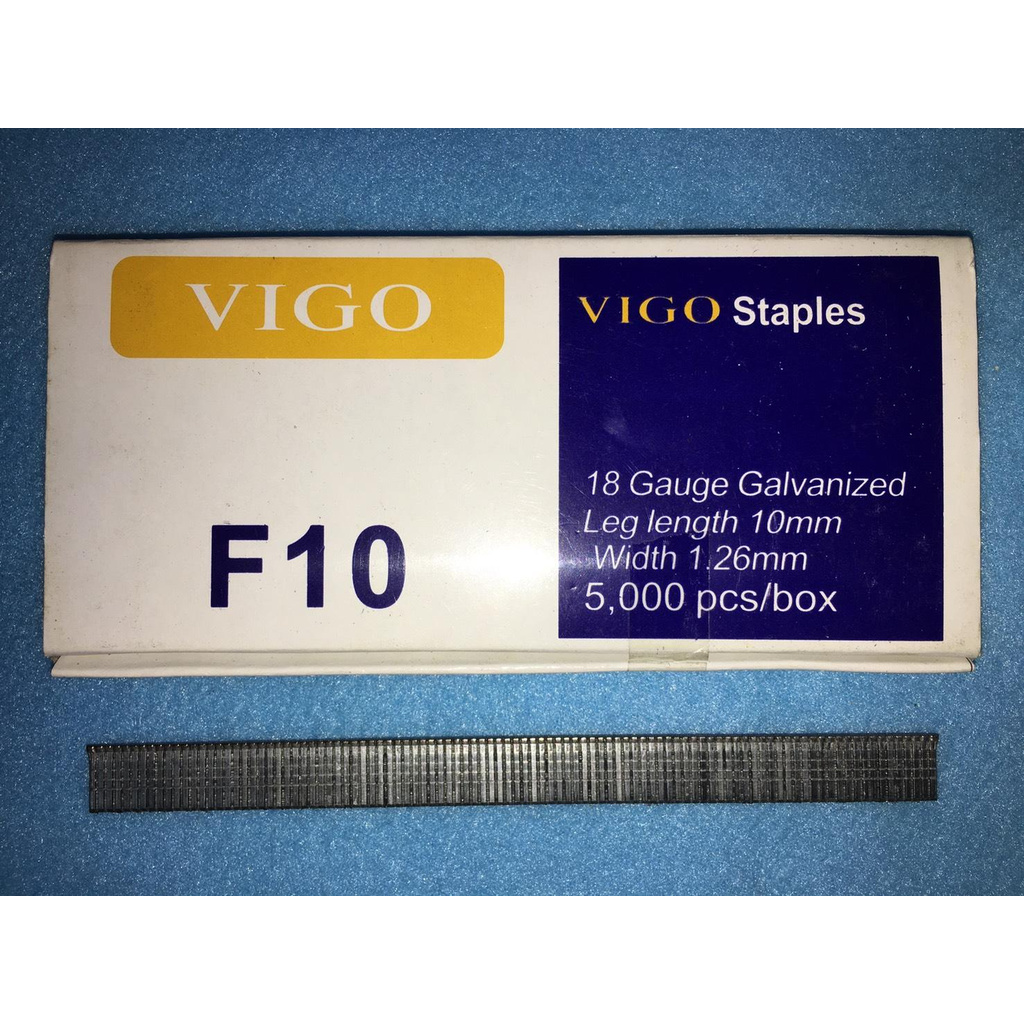 VIGO
F10
VIGO Staples
18 Gauge Galvanized
Leg length 10mm
Width 1.26mm
5,000 pcs/box